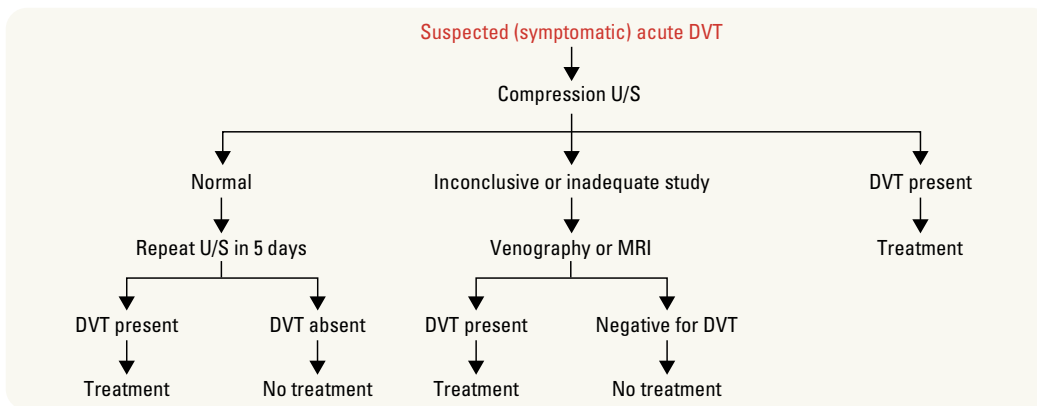 Suspected (symptomatic) acute DVT
Compression U/S
Normal
Inconclusive or inadequate study
DVT present
Repeat U/S in 5 days
Venography or MRI
Treatment
DVT present
DVT absent
DVT present
Negative for DVT
Treatment
No treatment
Treatment
No treatment